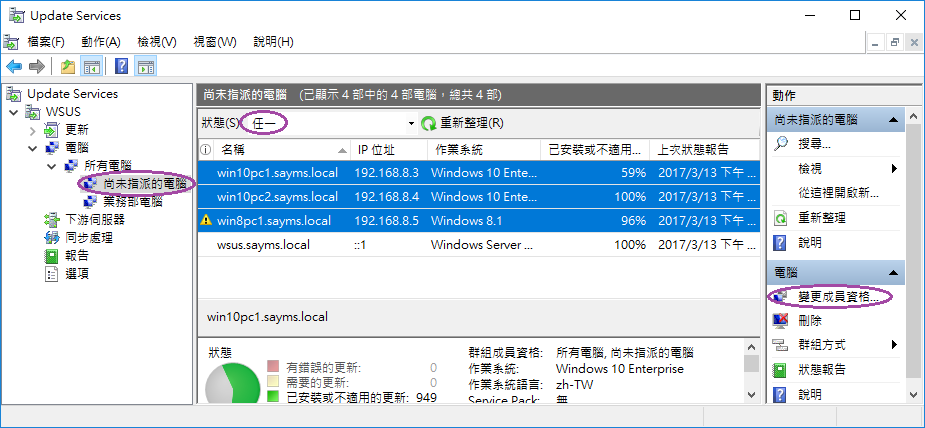 Update Services
檔案(F) 動作(A) 檢視(V) 視窗(W) 說明(H)
Update Services
WSUS
更新
電腦
所有電腦
尚未指派的電腦
業務部電腦
下游伺服器
同步處理
報告
選項
尚未指派的電腦 (已顯示 4 部中的 4 部電腦，總共 4 部)
狀態(S) 任一 重新整理(R)
名稱 IP 位址 作業系統 已安裝或不適用... 上次狀態報告
win10pc1.sayms.local 192.168.8.3 Windows 10 Ente... 59% 2017/3/13 下午 ...
win10pc2.sayms.local 192.168.8.4 Windows 10 Ente... 100% 2017/3/13 下午 ...
win8pc1.sayms.local 192.168.8.5 Windows 8.1 96% 2017/3/13 下午 ...
wsus.sayms.local ::1 Windows Server ... 100% 2017/3/13 下午 ...
win10pc1.sayms.local
狀態
有錯誤的更新: 0
需要的更新: 0
已安裝或不適用的更新: 949
群組成員資格: 所有電腦, 尚未指派的電腦
作業系統: Windows 10 Enterprise
作業系統語言: zh-TW
Service Pack: 無
動作
尚未指派的電腦
搜尋...
檢視
從這裡開啟新...
重新整理
說明
電腦
變更成員資格...
刪除
群組方式
狀態報告
說明